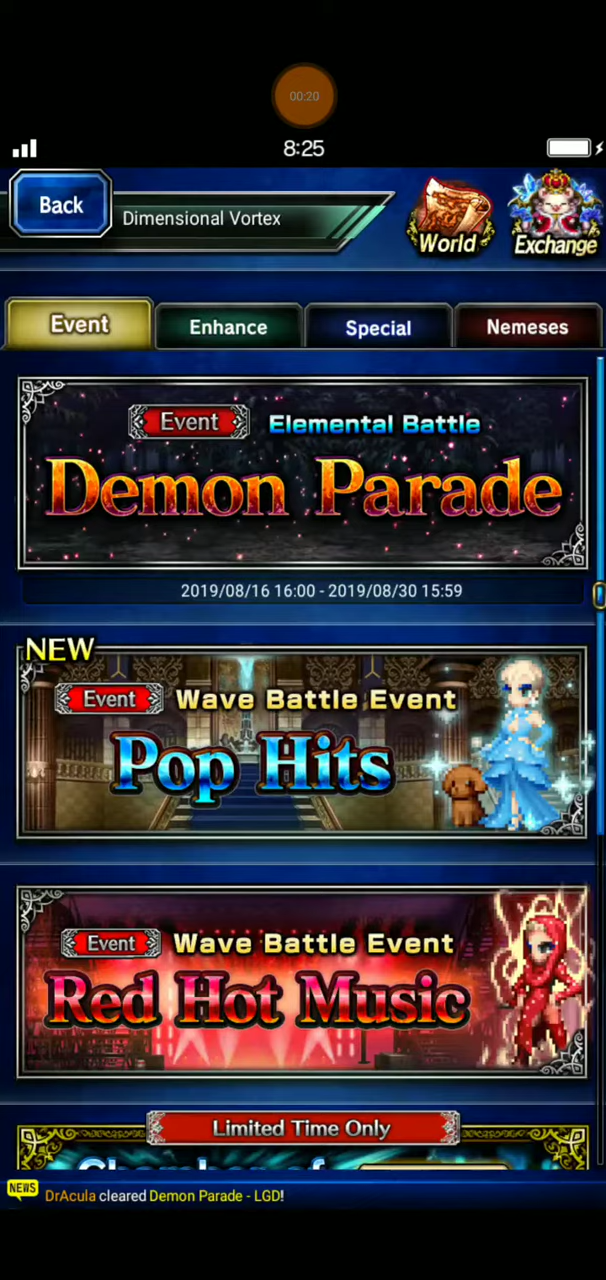 00:20
8:25
Back
Dimensional Vortex
World
Exchange
Event
Enhance
Special
Nemeses
Event
Elemental Battle
Demon Parade
2019/08/16 16:00 - 2019/08/30 15:59
NEW
Event
Wave Battle Event
Pop Hits
Event
Wave Battle Event
Red Hot Music
Limited Time Only
Chamber of
NEWS
DrAcula cleared Demon Parade - LGD!